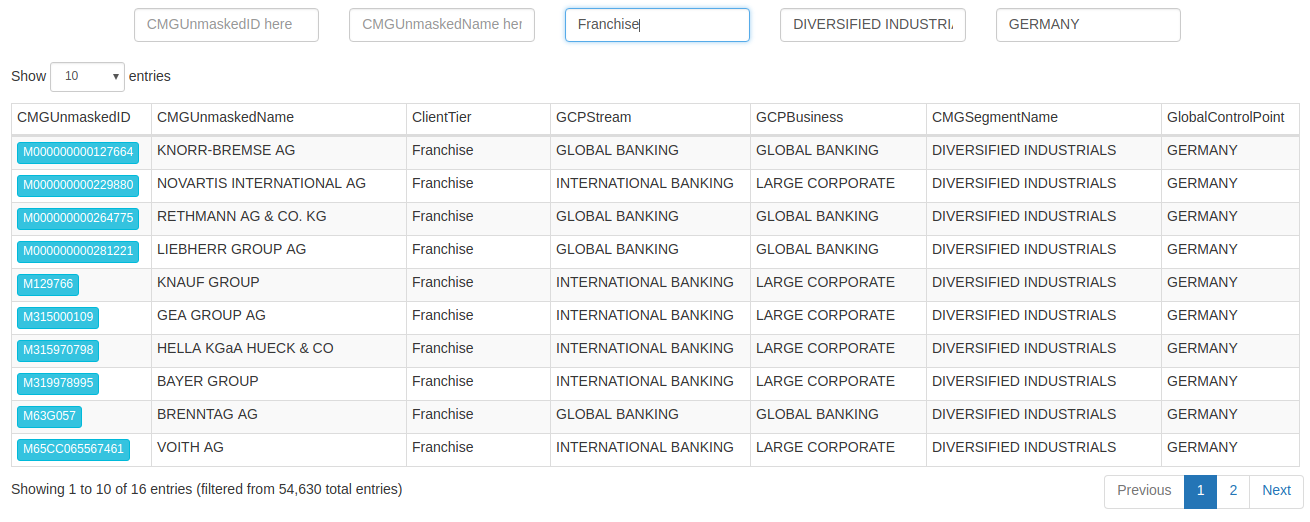 CMGUnmaskedID here CMGUnmaskedName her Franchise DIVERSIFIED INDUSTRI GERMANY
Show 10 entries
CMGUnmaskedID CMGUnmaskedName ClientTier GCPStream GCPBusiness CMGSegmentName GlobalControlPoint
M000000000127664 KNORR-BREMSE AG Franchise GLOBAL BANKING GLOBAL BANKING DIVERSIFIED INDUSTRIALS GERMANY
M000000000229880 NOVARTIS INTERNATIONAL AG Franchise INTERNATIONAL BANKING LARGE CORPORATE DIVERSIFIED INDUSTRIALS GERMANY
M000000000264775 RETHMANN AG & CO. KG Franchise GLOBAL BANKING GLOBAL BANKING DIVERSIFIED INDUSTRIALS GERMANY
M000000000281221 LIEBHERR GROUP AG Franchise GLOBAL BANKING GLOBAL BANKING DIVERSIFIED INDUSTRIALS GERMANY
M129766 KNAUF GROUP Franchise INTERNATIONAL BANKING LARGE CORPORATE DIVERSIFIED INDUSTRIALS GERMANY
M315000109 GEA GROUP AG Franchise INTERNATIONAL BANKING LARGE CORPORATE DIVERSIFIED INDUSTRIALS GERMANY
M315970798 HELLA KGaA HUECK & CO Franchise INTERNATIONAL BANKING LARGE CORPORATE DIVERSIFIED INDUSTRIALS GERMANY
M319978995 BAYER GROUP Franchise INTERNATIONAL BANKING LARGE CORPORATE DIVERSIFIED INDUSTRIALS GERMANY
M63G057 BRENNTAG AG Franchise GLOBAL BANKING GLOBAL BANKING DIVERSIFIED INDUSTRIALS GERMANY
M65CC065567461 VOITH AG Franchise INTERNATIONAL BANKING LARGE CORPORATE DIVERSIFIED INDUSTRIALS GERMANY
Showing 1 to 10 of 16 entries (filtered from 54,630 total entries) Previous 1 2 Next